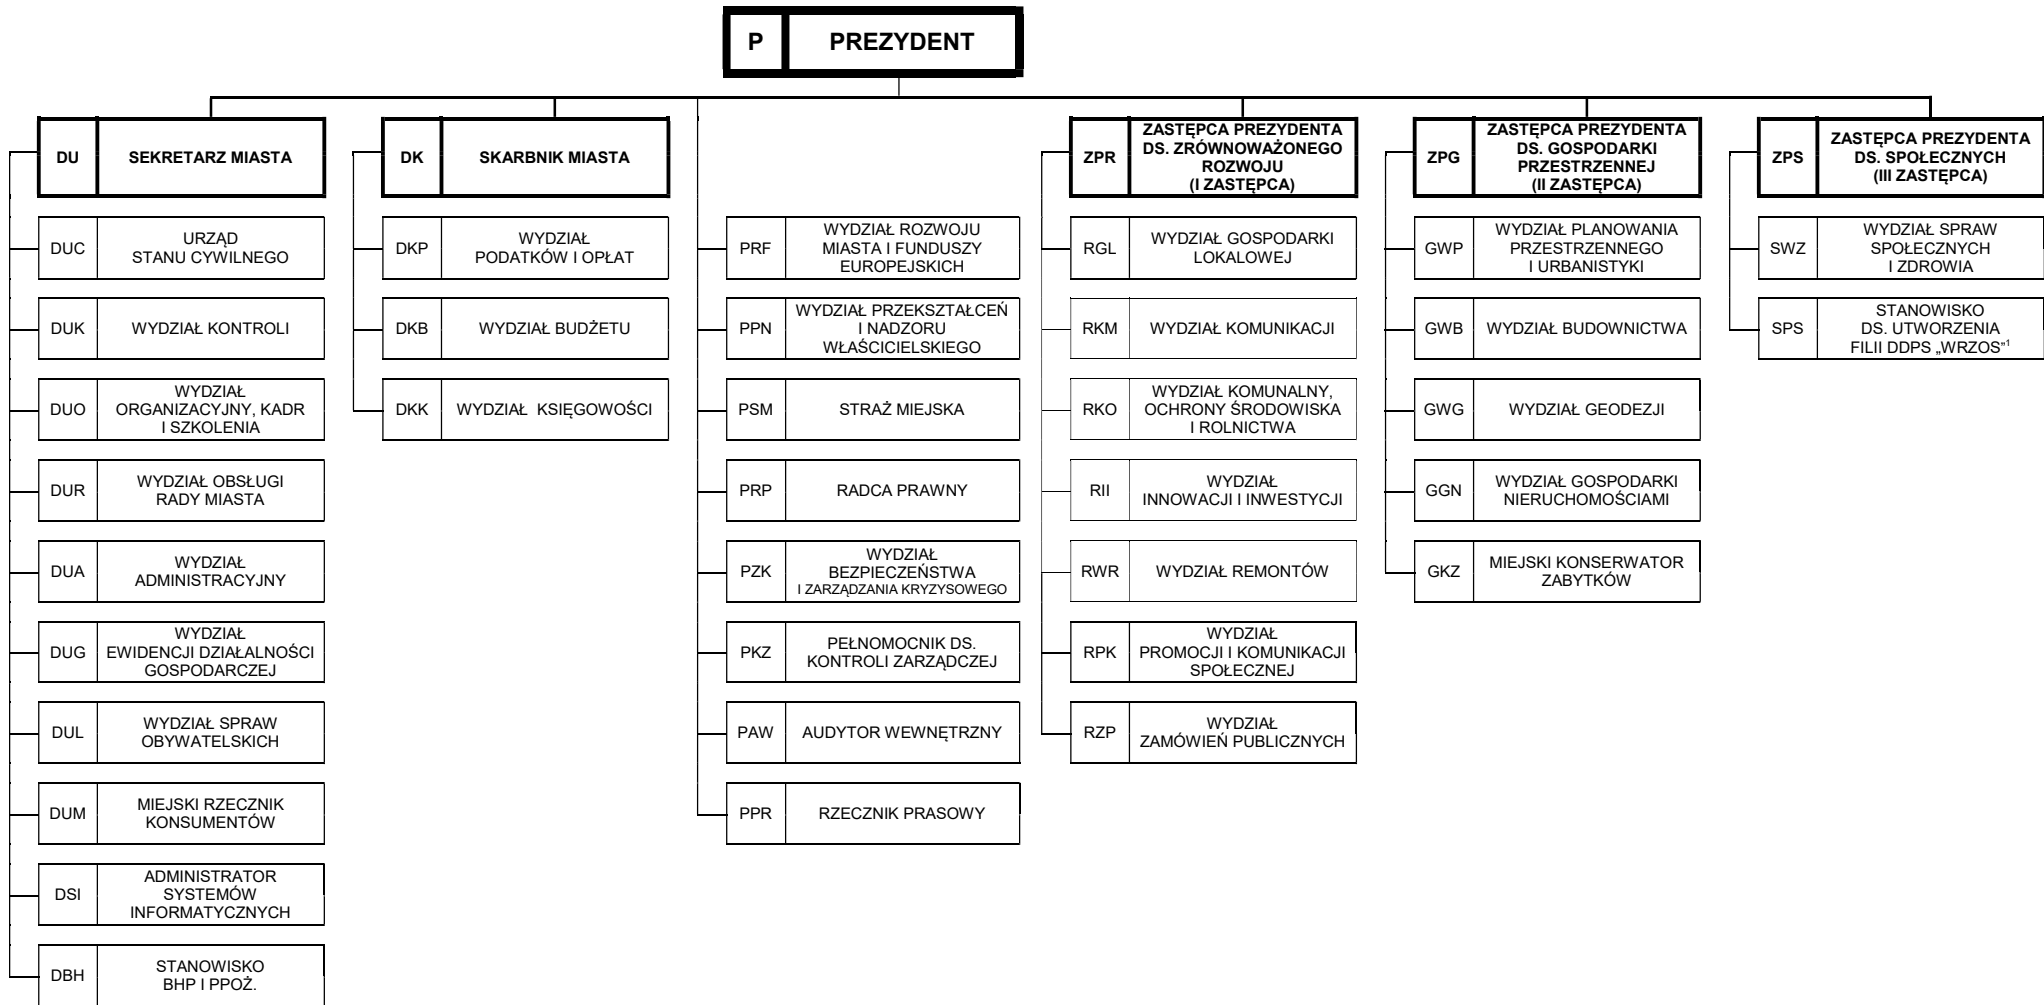 P PREZYDENT
DU SEKRETARZ MIASTA
DUC URZĄD
STANU CYWILNEGO
DUK WYDZIAŁ KONTROLI
DUO WYDZIAŁ
ORGANIZACYJNY, KADR
I SZKOLENIA
DUR WYDZIAŁ OBSŁUGI
RADY MIASTA
DUA WYDZIAŁ
ADMINISTRACYJNY
DUG WYDZIAŁ
EWIDENCJI DZIAŁALNOŚCI
GOSPODARCZEJ
DUL WYDZIAŁ SPRAW
OBYWATELSKICH
DUM MIEJSKI RZECZNIK
KONSUMENTÓW
DSI ADMINISTRATOR
SYSTEMÓW
INFORMATYCZNYCH
DBH STANOWISKO
BHP I PPOŻ.
DK SKARBNIK MIASTA
DKP WYDZIAŁ
PODATKÓW I OPŁAT
DKB WYDZIAŁ BUDŻETU
DKK WYDZIAŁ KSIĘGOWOŚCI
PRF WYDZIAŁ ROZWOJU
MIASTA I FUNDUSZY
EUROPEJSKICH
PPN WYDZIAŁ PRZEKSZTAŁCEŃ
I NADZORU
WŁAŚCICIELSKIEGO
PSM STRAŻ MIEJSKA
PRP RADCA PRAWNY
PZK WYDZIAŁ
BEZPIECZEŃSTWA
I ZARZĄDZANIA KRYZYSOWEGO
PKZ PEŁNOMOCNIK DS.
KONTROLI ZARZĄDCZEJ
PAW AUDYTOR WEWNĘTRZNY
PPR RZECZNIK PRASOWY
ZPR ZASTĘPCA PREZYDENTA
DS. ZRÓWNOWAŻONEGO
ROZWOJU
(I ZASTĘPCA)
RGL WYDZIAŁ GOSPODARKI
LOKALOWEJ
RKM WYDZIAŁ KOMUNIKACJI
RKO WYDZIAŁ KOMUNALNY,
OCHRONY ŚRODOWISKA
I ROLNICTWA
RII WYDZIAŁ
INNOWACJI I INWESTYCJI
RWR WYDZIAŁ REMONTÓW
RPK WYDZIAŁ
PROMOCJI I KOMUNIKACJI
SPOŁECZNEJ
RZP WYDZIAŁ
ZAMÓWIEŃ PUBLICZNYCH
ZPG ZASTĘPCA PREZYDENTA
DS. GOSPODARKI
PRZESTRZENNEJ
(II ZASTĘPCA)
GWP WYDZIAŁ PLANOWANIA
PRZESTRZENNEGO
I URBANISTYKI
GWB WYDZIAŁ BUDOWNICTWA
GWG WYDZIAŁ GEODEZJI
GGN WYDZIAŁ GOSPODARKI
NIERUCHOMOŚCIAMI
GKZ MIEJSKI KONSERWATOR
ZABYTKÓW
ZPS ZASTĘPCA PREZYDENTA
DS. SPOŁECZNYCH
(III ZASTĘPCA)
SWZ WYDZIAŁ SPRAW
SPOŁECZNYCH
I ZDROWIA
SPS STANOWISKO
DS. UTWORZENIA
FILII DDPS „WRZOS”¹